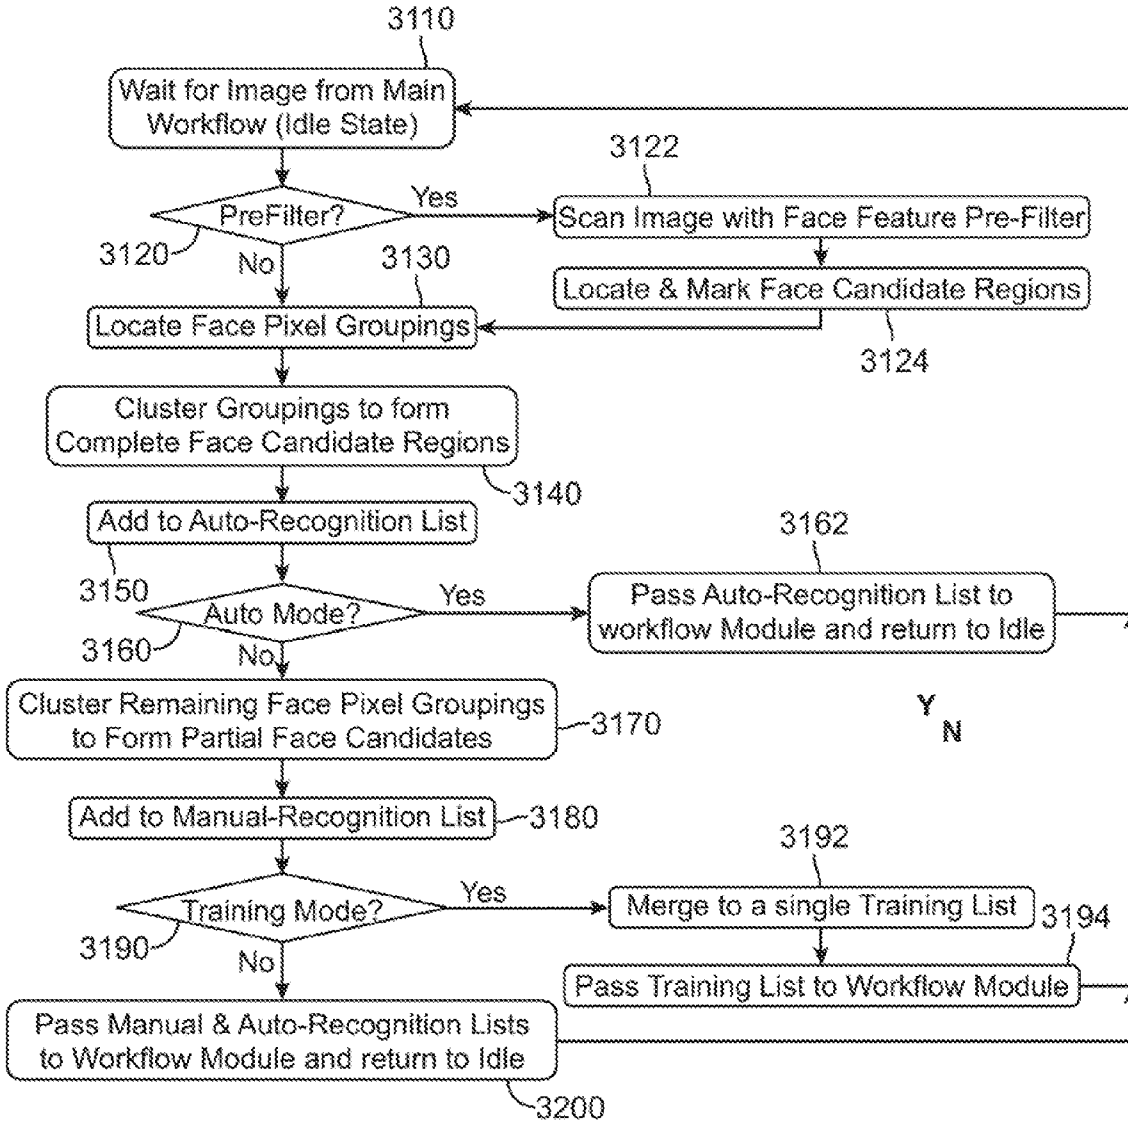 3110
Wait for Image from Main
Workflow (Idle State)
3122
PreFilter?
Yes
Scan Image with Face Feature Pre-Filter
3120
No
3130
Locate & Mark Face Candidate Regions
Locate Face Pixel Groupings
3124
Cluster Groupings to form
Complete Face Candidate Regions
3140
Add to Auto-Recognition List
3150
3162
Auto Mode?
Yes
Pass Auto-Recognition List to
workflow Module and return to Idle
3160
No
Cluster Remaining Face Pixel Groupings
to Form Partial Face Candidates
3170
Y
N
Add to Manual-Recognition List
3180
3192
Training Mode?
Yes
Merge to a single Training List
3194
3190
No
Pass Training List to Workflow Module
Pass Manual & Auto-Recognition Lists
to Workflow Module and return to Idle
3200